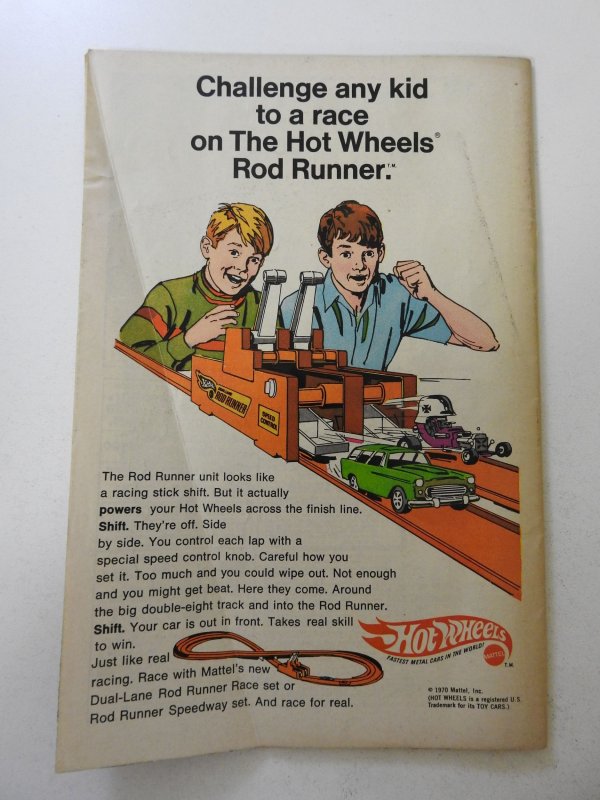 Challenge any kid
to a race
on The Hot Wheels®
Rod Runner.™
HOT WHEELS
ROD RUNNER
SPEED
CONTROL
The Rod Runner unit looks like
a racing stick shift. But it actually
powers your Hot Wheels across the finish line.
Shift. They're off. Side
by side. You control each lap with a
special speed control knob. Careful how you
set it. Too much and you could wipe out. Not enough
and you might get beat. Here they come. Around
the big double-eight track and into the Rod Runner.
Shift. Your car is out in front. Takes real skill
to win.
Just like real
racing. Race with Mattel's new
Dual-Lane Rod Runner Race set or
Rod Runner Speedway set. And race for real.
HOT WHEELS
FASTEST METAL CARS IN THE WORLD!
MATTEL
T.M.
© 1970 Mattel, Inc.
(HOT WHEELS is a registered U.S.
Trademark for its TOY CARS.)